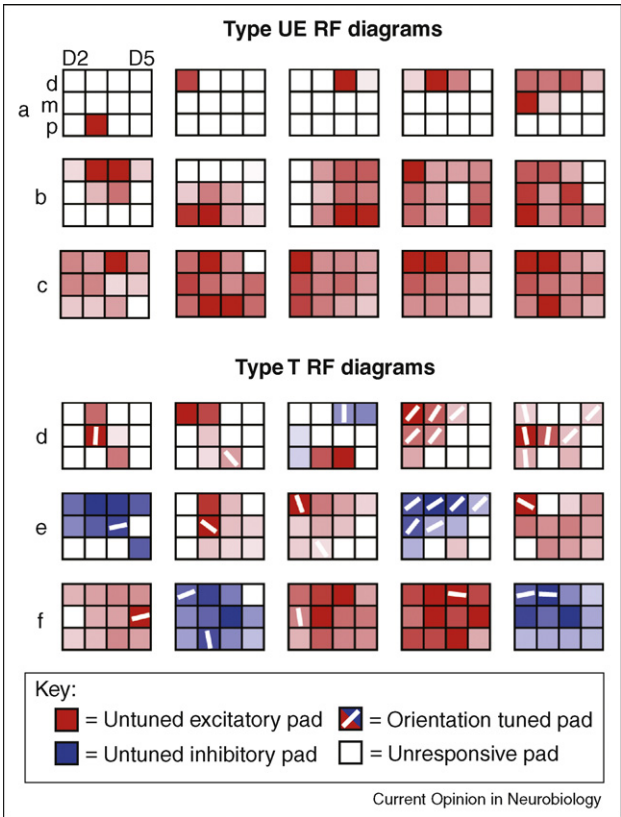 Type UE RF diagrams
D2 D5
d
a m
p
b
c
Type T RF diagrams
d
e
f
Key:
= Untuned excitatory pad = Orientation tuned pad
= Untuned inhibitory pad = Unresponsive pad
Current Opinion in Neurobiology